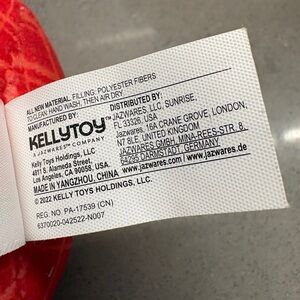 ALL NEW MATERIAL. FILLING: POLYESTER FIBERS
TO CLEAN: HAND WASH, THEN AIR DRY
MANUFACTURED BY:
KELLYTOY
A JAZWARES COMPANY
Kelly Toys Holdings, LLC
4811 S. Alameda Street,
Los Angeles, CA 90058, USA.
MADE IN YANGZHOU, CHINA
© 2022 KELLY TOYS HOLDINGS, LLC.
DISTRIBUTED BY:
JAZWARES, LLC, SUNRISE,
FL 33325, USA
Jazwares, 16A CRANE GROVE, LONDON,
N7 8LE, UNITED KINGDOM
JAZWARES GMBH, MINA-REES-STR. 8,
64295 DARMSTADT, GERMANY
www.jazwares.com | www.jazwares.de
REG. NO. PA-17539 (CN)
6370020-042522-N007